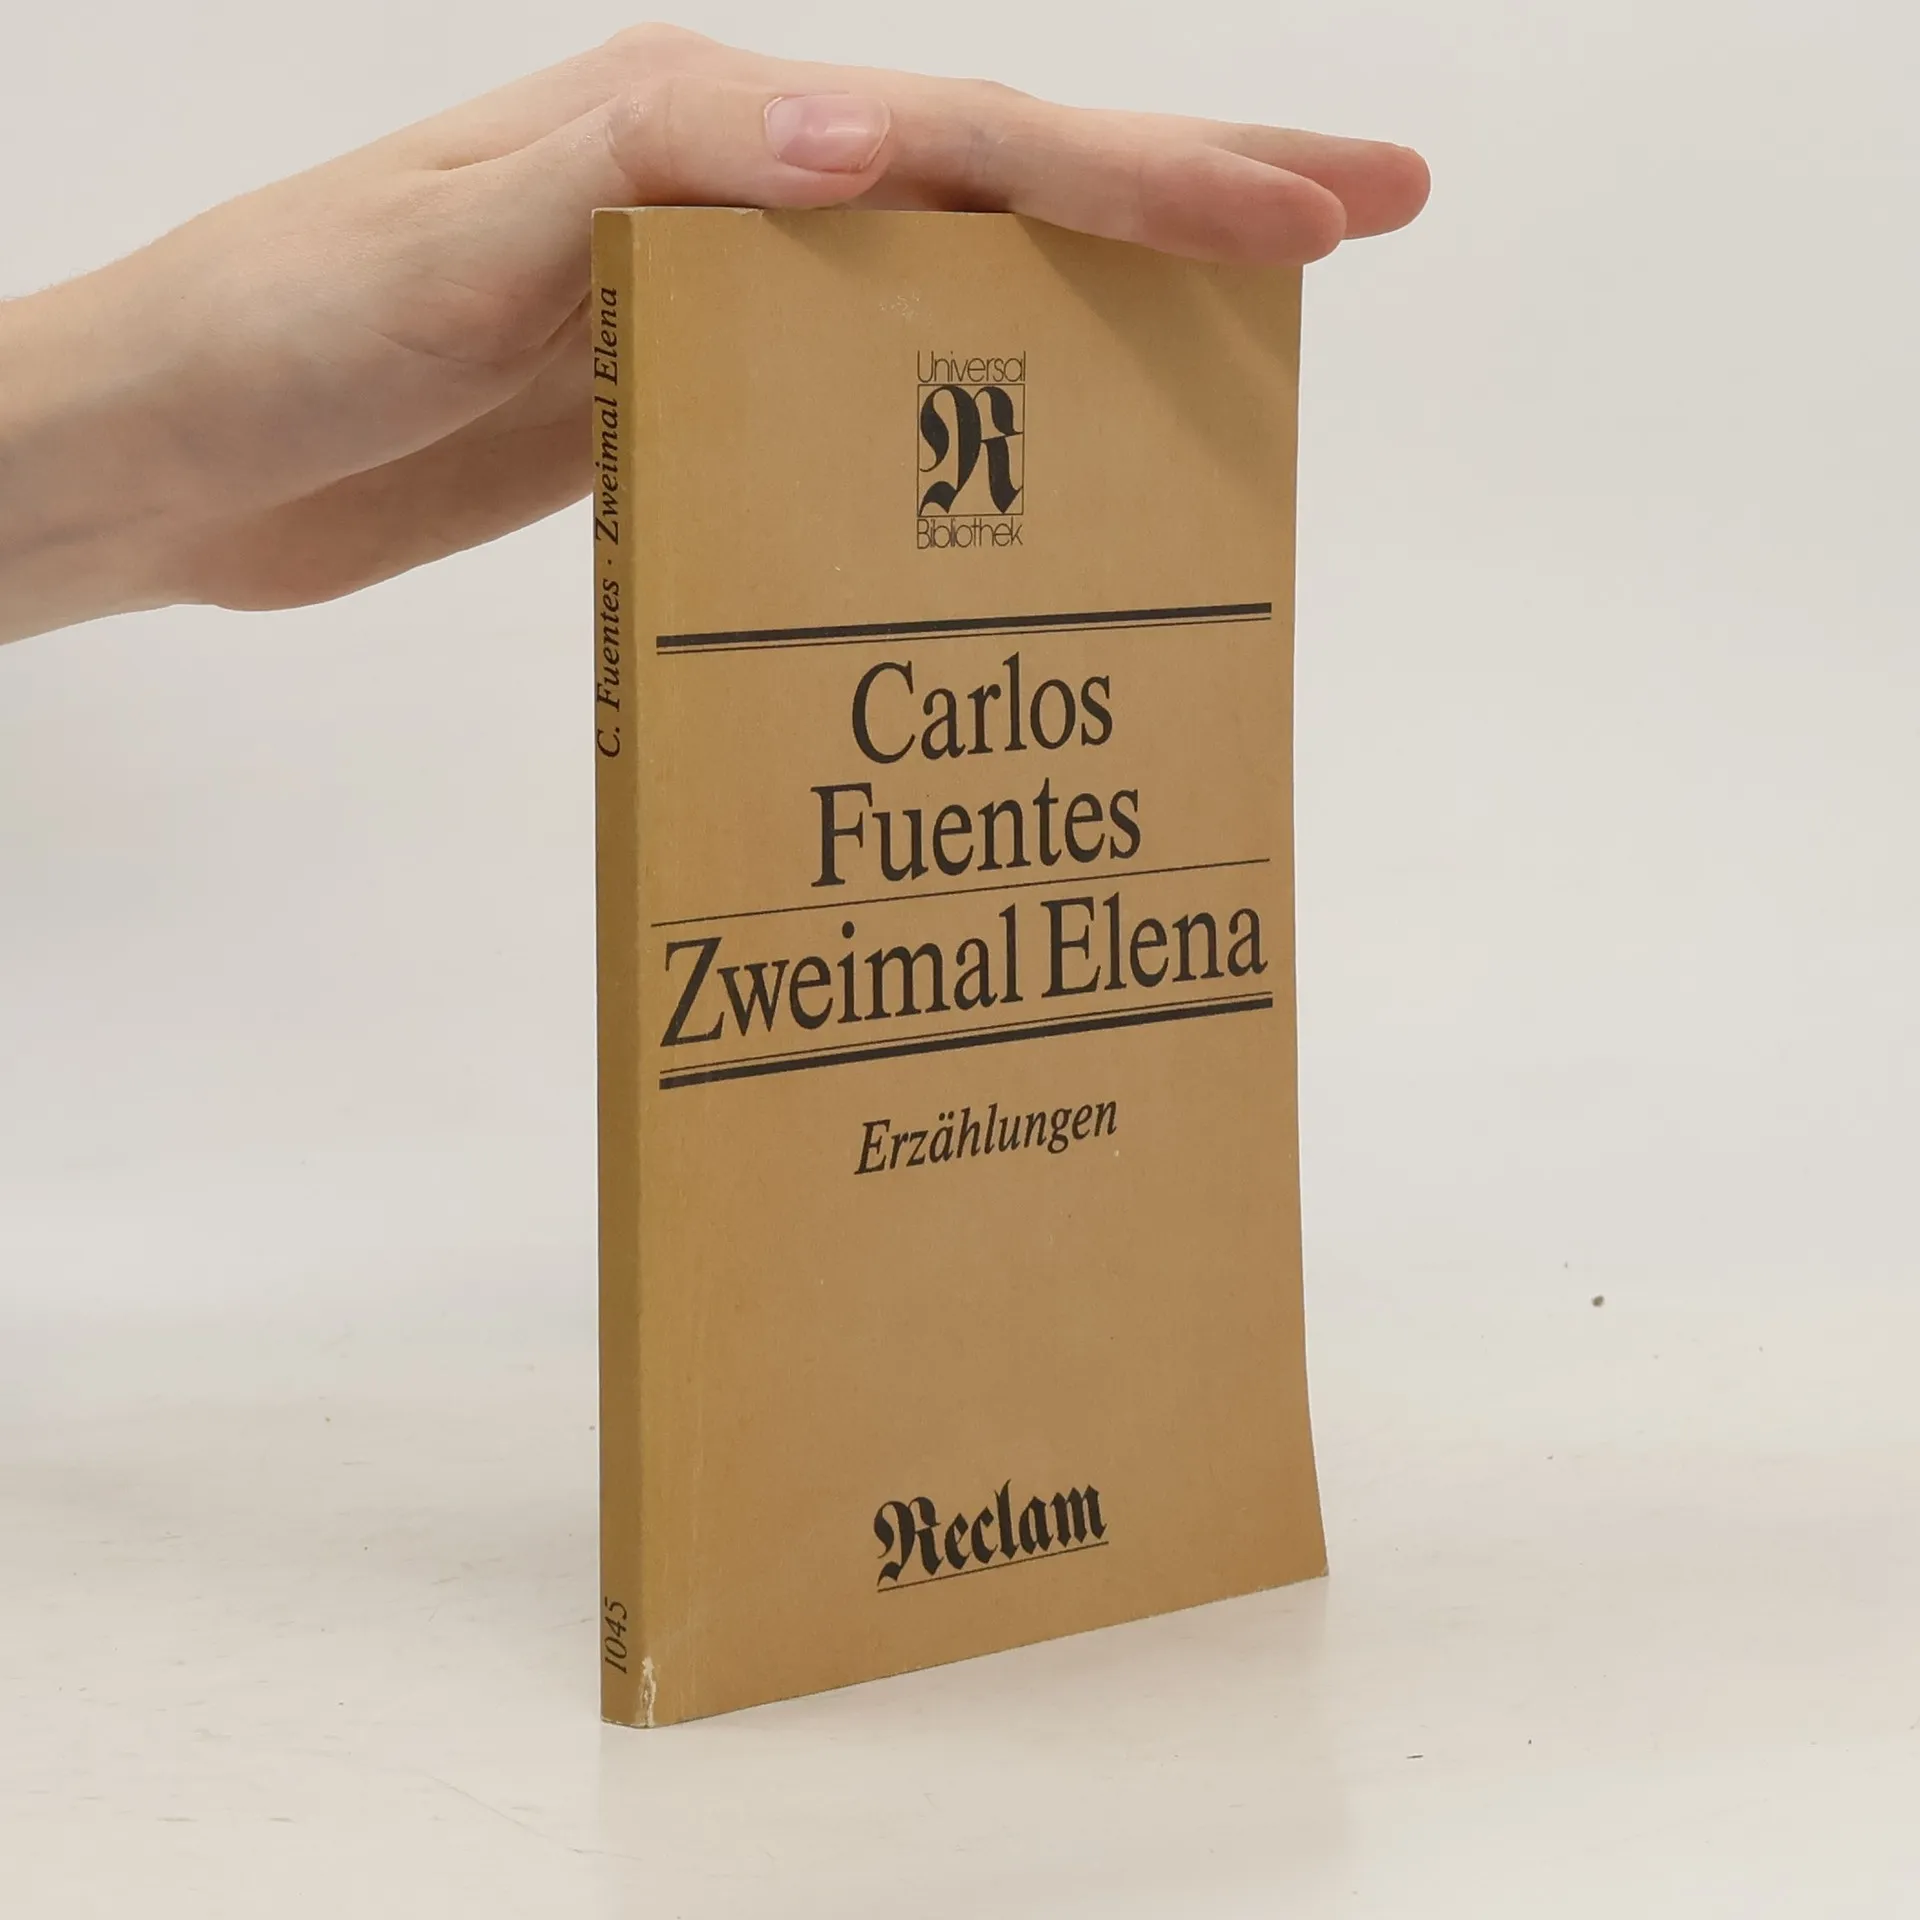 C. Fuentes · Zweimal Elena
1045
Universal
R
Bibliothek
Carlos
Fuentes
Zweimal Elena
Erzählungen
Reclam